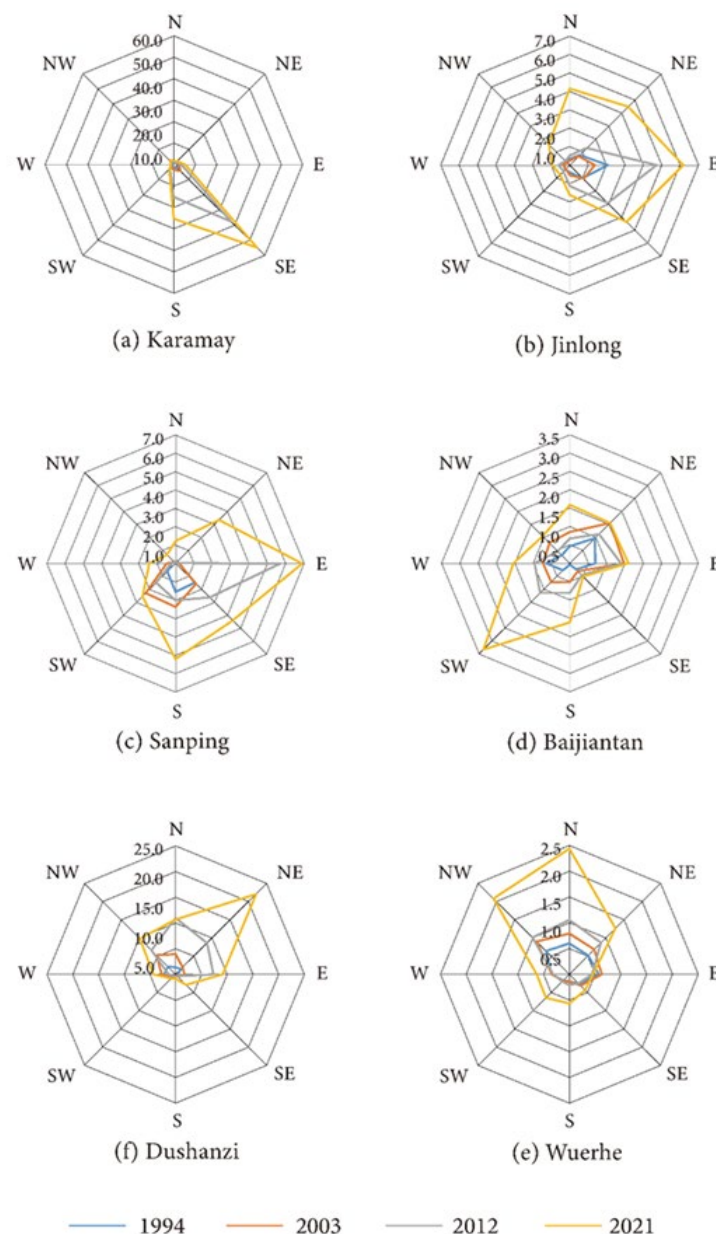 N
60.0
50.0
40.0
30.0
20.0
10.0
NE
E
SE
S
SW
W
NW
(a) Karamay
N
7.0
6.0
5.0
4.0
3.0
2.0
1.0
NE
E
SE
S
SW
W
NW
(b) Jinlong
N
7.0
6.0
5.0
4.0
3.0
2.0
1.0
NE
E
SE
S
SW
W
NW
(c) Sanping
N
3.5
3.0
2.5
2.0
1.5
1.0
0.5
NE
E
SE
S
SW
W
NW
(d) Baijiantan
N
25.0
20.0
15.0
10.0
5.0
NE
E
SE
S
SW
W
NW
(f) Dushanzi
N
2.5
2.0
1.5
1.0
0.5
NE
E
SE
S
SW
W
NW
(e) Wuerhe
1994 2003 2012 2021